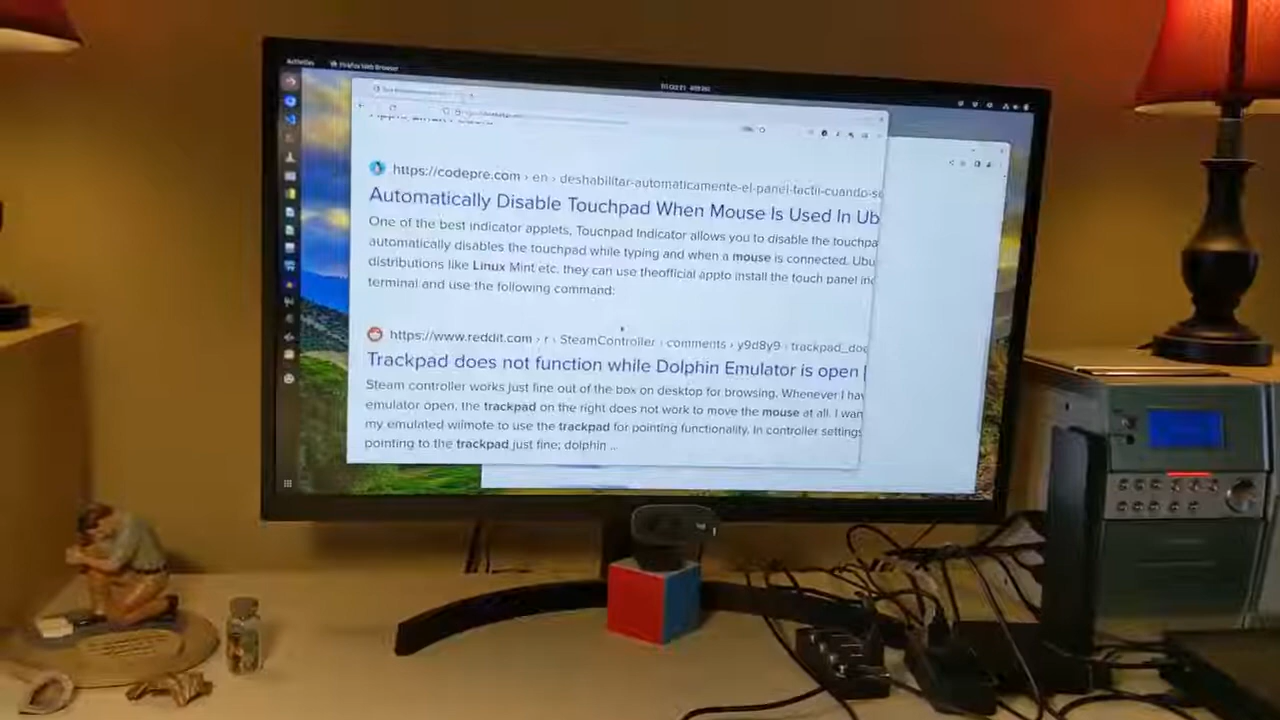 Activities
Firefox Web Browser
https://codepre.com › en › deshabilitar-automaticamente-el-panel-tactil-cuando-se
Automatically Disable Touchpad When Mouse Is Used In Ub
One of the best indicator applets, Touchpad Indicator allows you to disable the touchpa
automatically disables the touchpad while typing and when a mouse is connected. Ubu
distributions like Linux Mint etc. they can use theofficial appto install the touch panel inc
terminal and use the following command:
https://www.reddit.com › r › SteamController › comments › y9d8y9 › trackpad_doe
Trackpad does not function while Dolphin Emulator is open
Steam controller works just fine out of the box on desktop for browsing. Whenever I hav
emulator open, the trackpad on the right does not work to move the mouse at all. I wan
my emulated wiimote to use the trackpad for pointing functionality. In controller settings
pointing to the trackpad just fine; dolphin ...